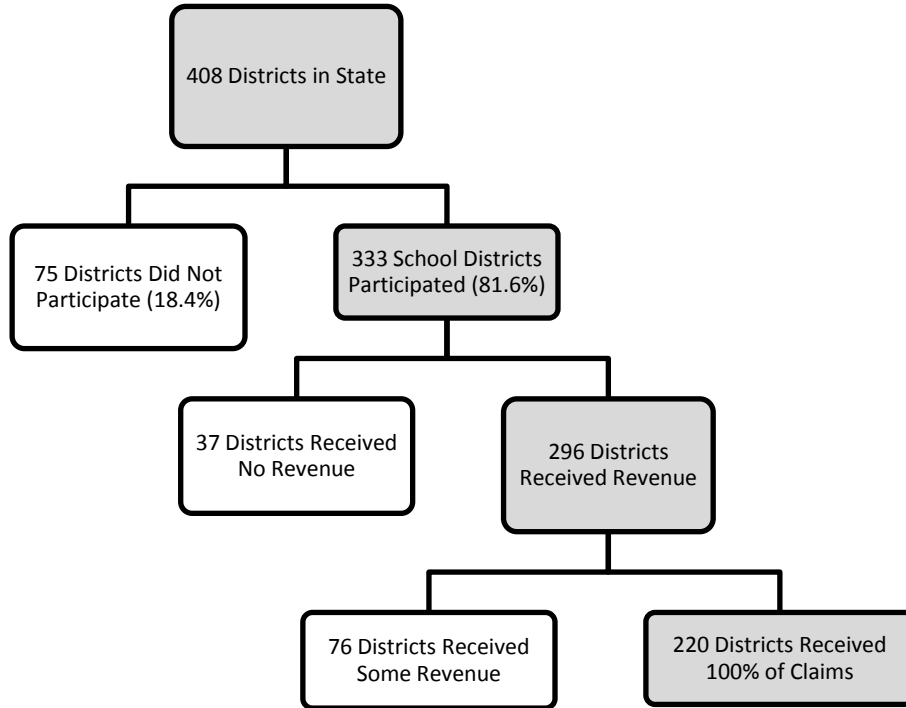 408 Districts in State
75 Districts Did Not
Participate (18.4%)
333 School Districts
Participated (81.6%)
37 Districts Received
No Revenue
296 Districts
Received Revenue
76 Districts Received
Some Revenue
220 Districts Received
100% of Claims